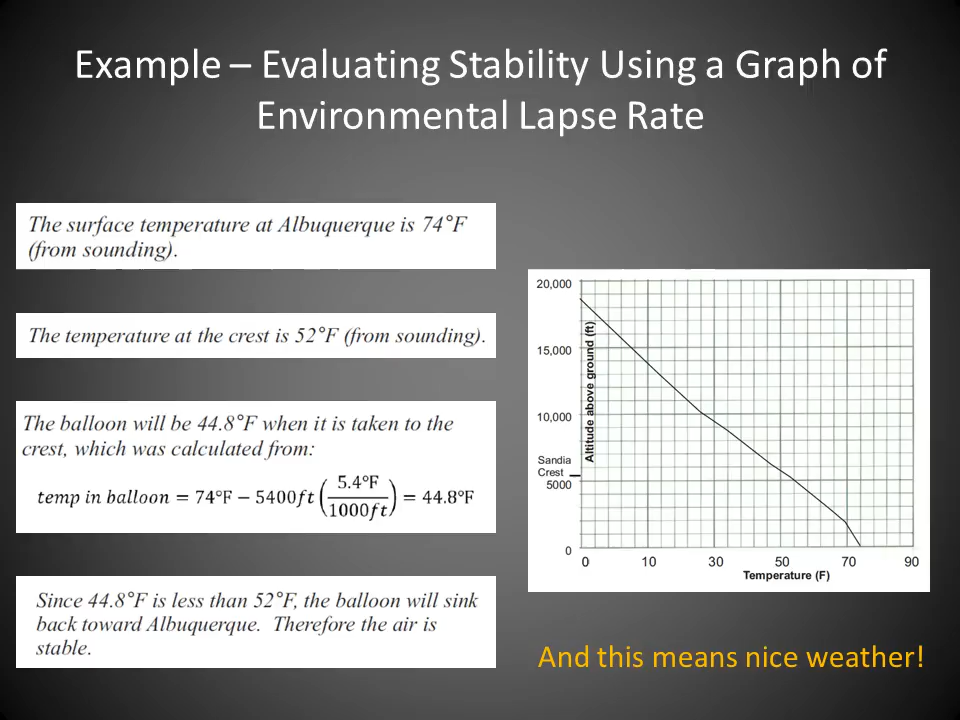 Example – Evaluating Stability Using a Graph of
Environmental Lapse Rate
The surface temperature at Albuquerque is 74°F
(from sounding).
The temperature at the crest is 52°F (from sounding).
The balloon will be 44.8°F when it is taken to the
crest, which was calculated from:
temp in balloon = 74°F − 5400ft (5.4°F / 1000ft) = 44.8°F
Since 44.8°F is less than 52°F, the balloon will sink
back toward Albuquerque. Therefore the air is
stable.
20,000
15,000
10,000
Sandia
Crest
5000
0
Altitude above ground (ft)
0 10 30 50 70 90
Temperature (F)
And this means nice weather!